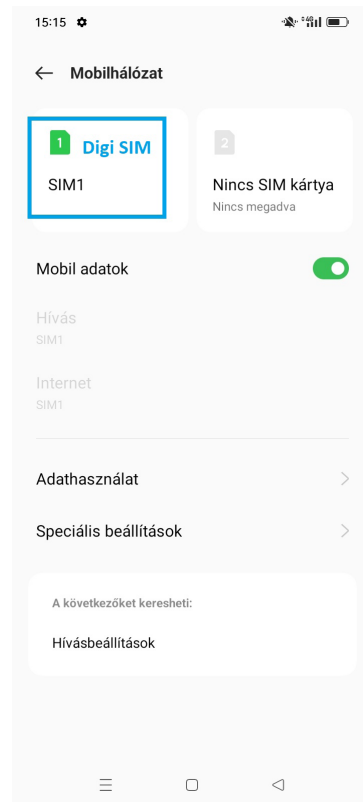 15:15
4G
Mobilhálózat
1
Digi SIM
2
SIM1
Nincs SIM kártya
Nincs megadva
Mobil adatok
Hívás
SIM1
Internet
SIM1
Adathasználat
Speciális beállítások
A következőket keresheti:
Hívásbeállítások